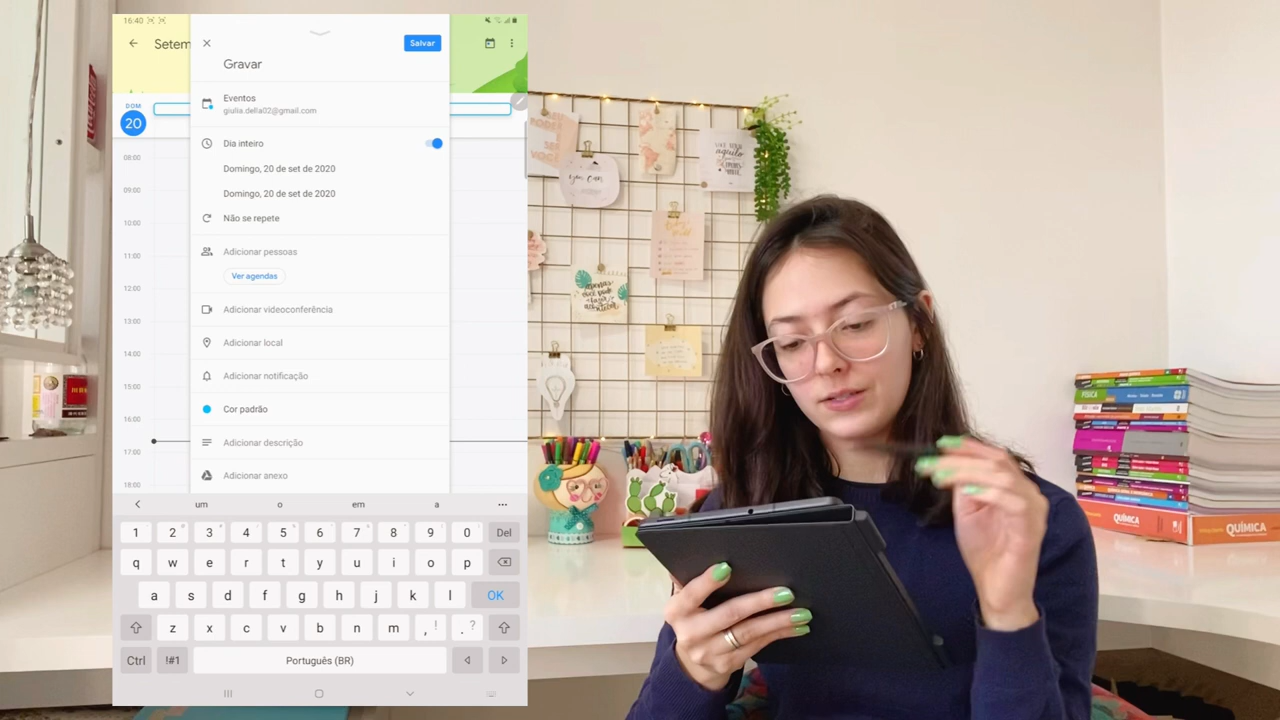 16:40
Setem
Salvar
Gravar
Eventos
giulia.della02@gmail.com
DOM
20
Dia inteiro
Domingo, 20 de set de 2020
Domingo, 20 de set de 2020
Não se repete
Adicionar pessoas
Ver agendas
Adicionar videoconferência
Adicionar local
Adicionar notificação
Cor padrão
Adicionar descrição
Adicionar anexo
08:00
09:00
10:00
11:00
12:00
13:00
14:00
15:00
16:00
17:00
18:00
um o em a ...
1 2 3 4 5 6 7 8 9 0 Del
q w e r t y u i o p
a s d f g h j k l OK
z x c v b n m , ! . ?
Ctrl !#1 Português (BR)
you can
FÍSICA
QUÍMICA
QUÍMICA